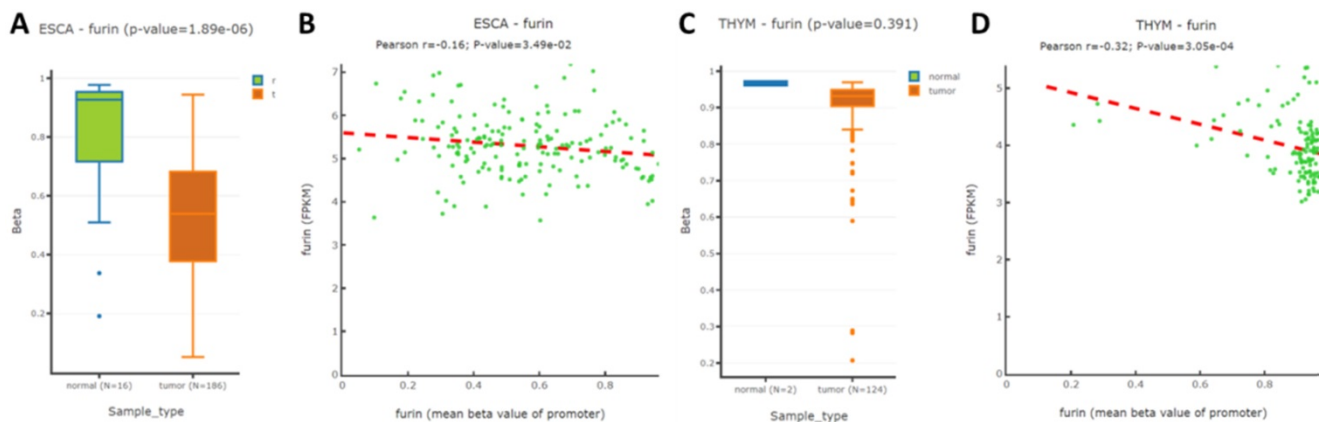 A ESCA - furin (p-value=1.89e-06)
r
t
1
0.8
0.6
0.4
0.2
Beta
normal (N=16) tumor (N=186)
Sample_type
B ESCA - furin
Pearson r=-0.16; P-value=3.49e-02
7
6
5
4
3
2
1
0
furin (FPKM)
0 0.2 0.4 0.6 0.8
furin (mean beta value of promoter)
C THYM - furin (p-value=0.391)
normal
tumor
1
0.9
0.8
0.7
0.6
0.5
0.4
0.3
0.2
Beta
normal (N=2) tumor (N=124)
Sample_type
D THYM - furin
Pearson r=-0.32; P-value=3.05e-04
5
4
3
2
1
0
furin (FPKM)
0 0.2 0.4 0.6 0.8
furin (mean beta value of promoter)